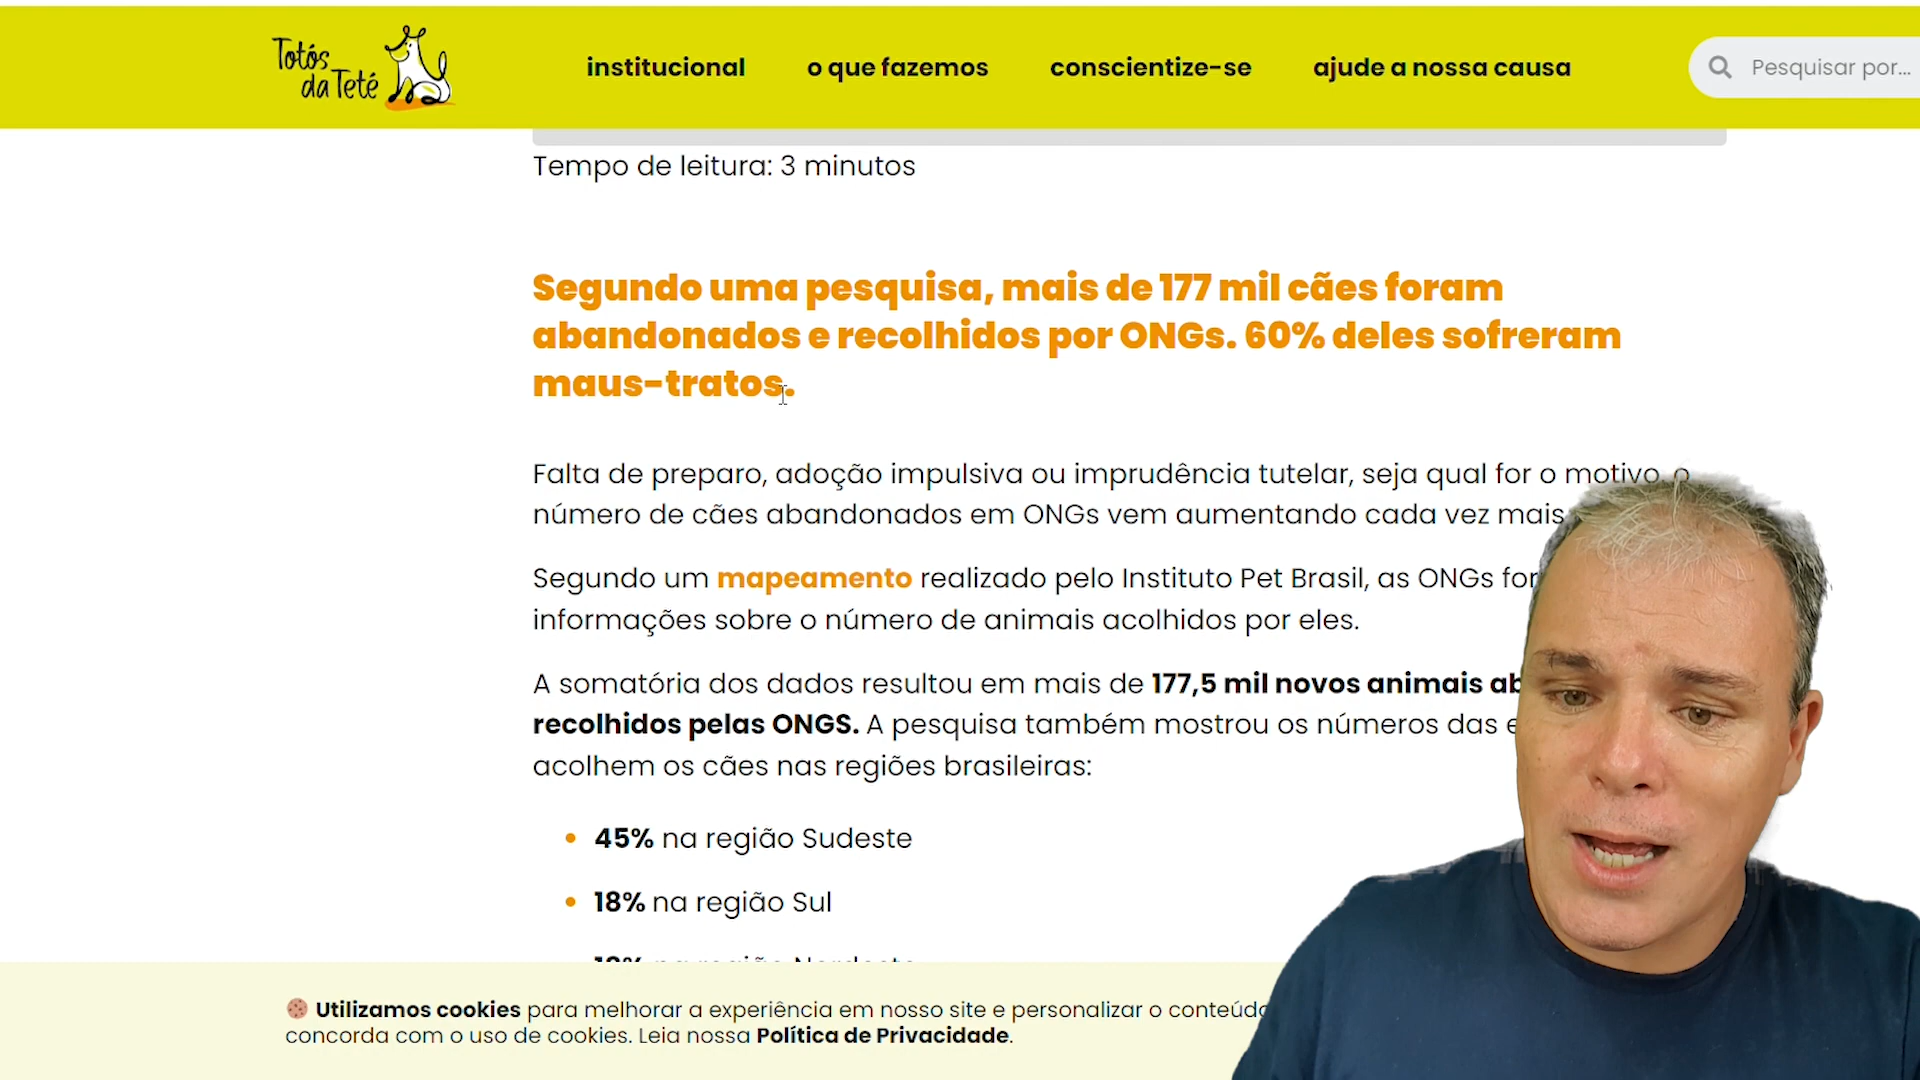 Totós
da Teté
institucional
o que fazemos
conscientize-se
ajude a nossa causa
Pesquisar por...
Tempo de leitura: 3 minutos
Segundo uma pesquisa, mais de 177 mil cães foram
abandonados e recolhidos por ONGs. 60% deles sofreram
maus-tratos.
Falta de preparo, adoção impulsiva ou imprudência tutelar, seja qual for o motivo, o
número de cães abandonados em ONGs vem aumentando cada vez mais
Segundo um mapeamento realizado pelo Instituto Pet Brasil, as ONGs
informações sobre o número de animais acolhidos por eles.
A somatória dos dados resultou em mais de 177,5 mil novos animais
recolhidos pelas ONGS. A pesquisa também mostrou os números das
acolhem os cães nas regiões brasileiras:
• 45% na região Sudeste
• 18% na região Sul
na região Nordeste
Utilizamos cookies para melhorar a experiência em nosso site e personalizar o conteúdo
concorda com o uso de cookies. Leia nossa Política de Privacidade.